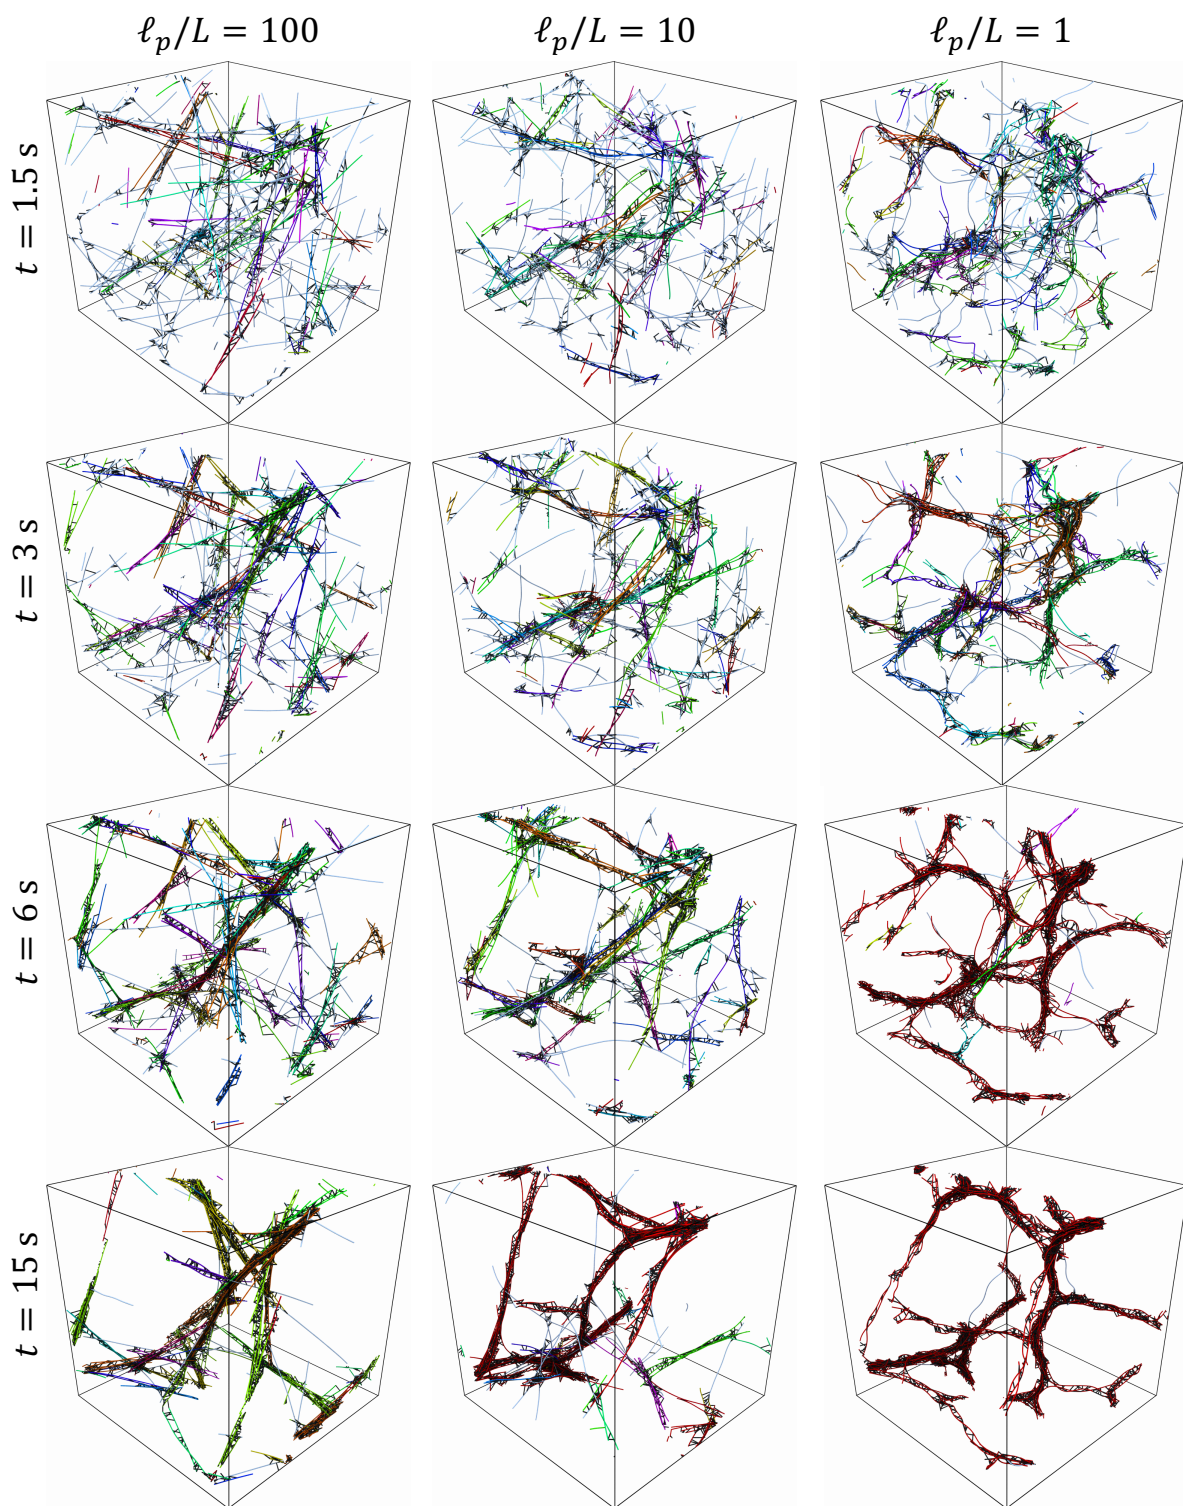 ℓₚ/L = 100 ℓₚ/L = 10 ℓₚ/L = 1
t = 1.5 s
t = 3 s
t = 6 s
t = 15 s